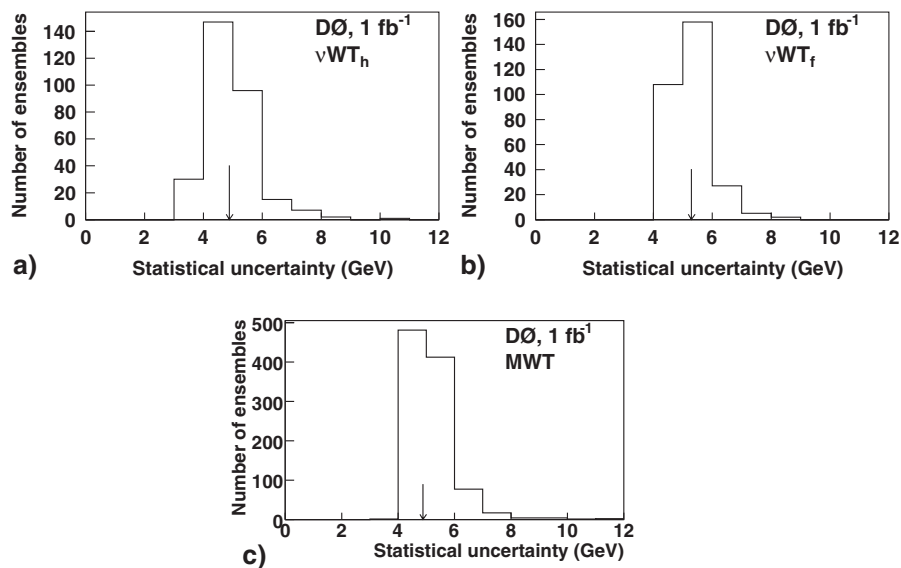 Number of ensembles
140
120
100
80
60
40
20
0
0 2 4 6 8 10 12
Statistical uncertainty (GeV)
DØ, 1 fb⁻¹
νWTₕ
a)
Number of ensembles
160
140
120
100
80
60
40
20
0
0 2 4 6 8 10 12
Statistical uncertainty (GeV)
DØ, 1 fb⁻¹
νWT_f
b)
Number of ensembles
500
400
300
200
100
0
0 2 4 6 8 10 12
Statistical uncertainty (GeV)
DØ, 1 fb⁻¹
MWT
c)